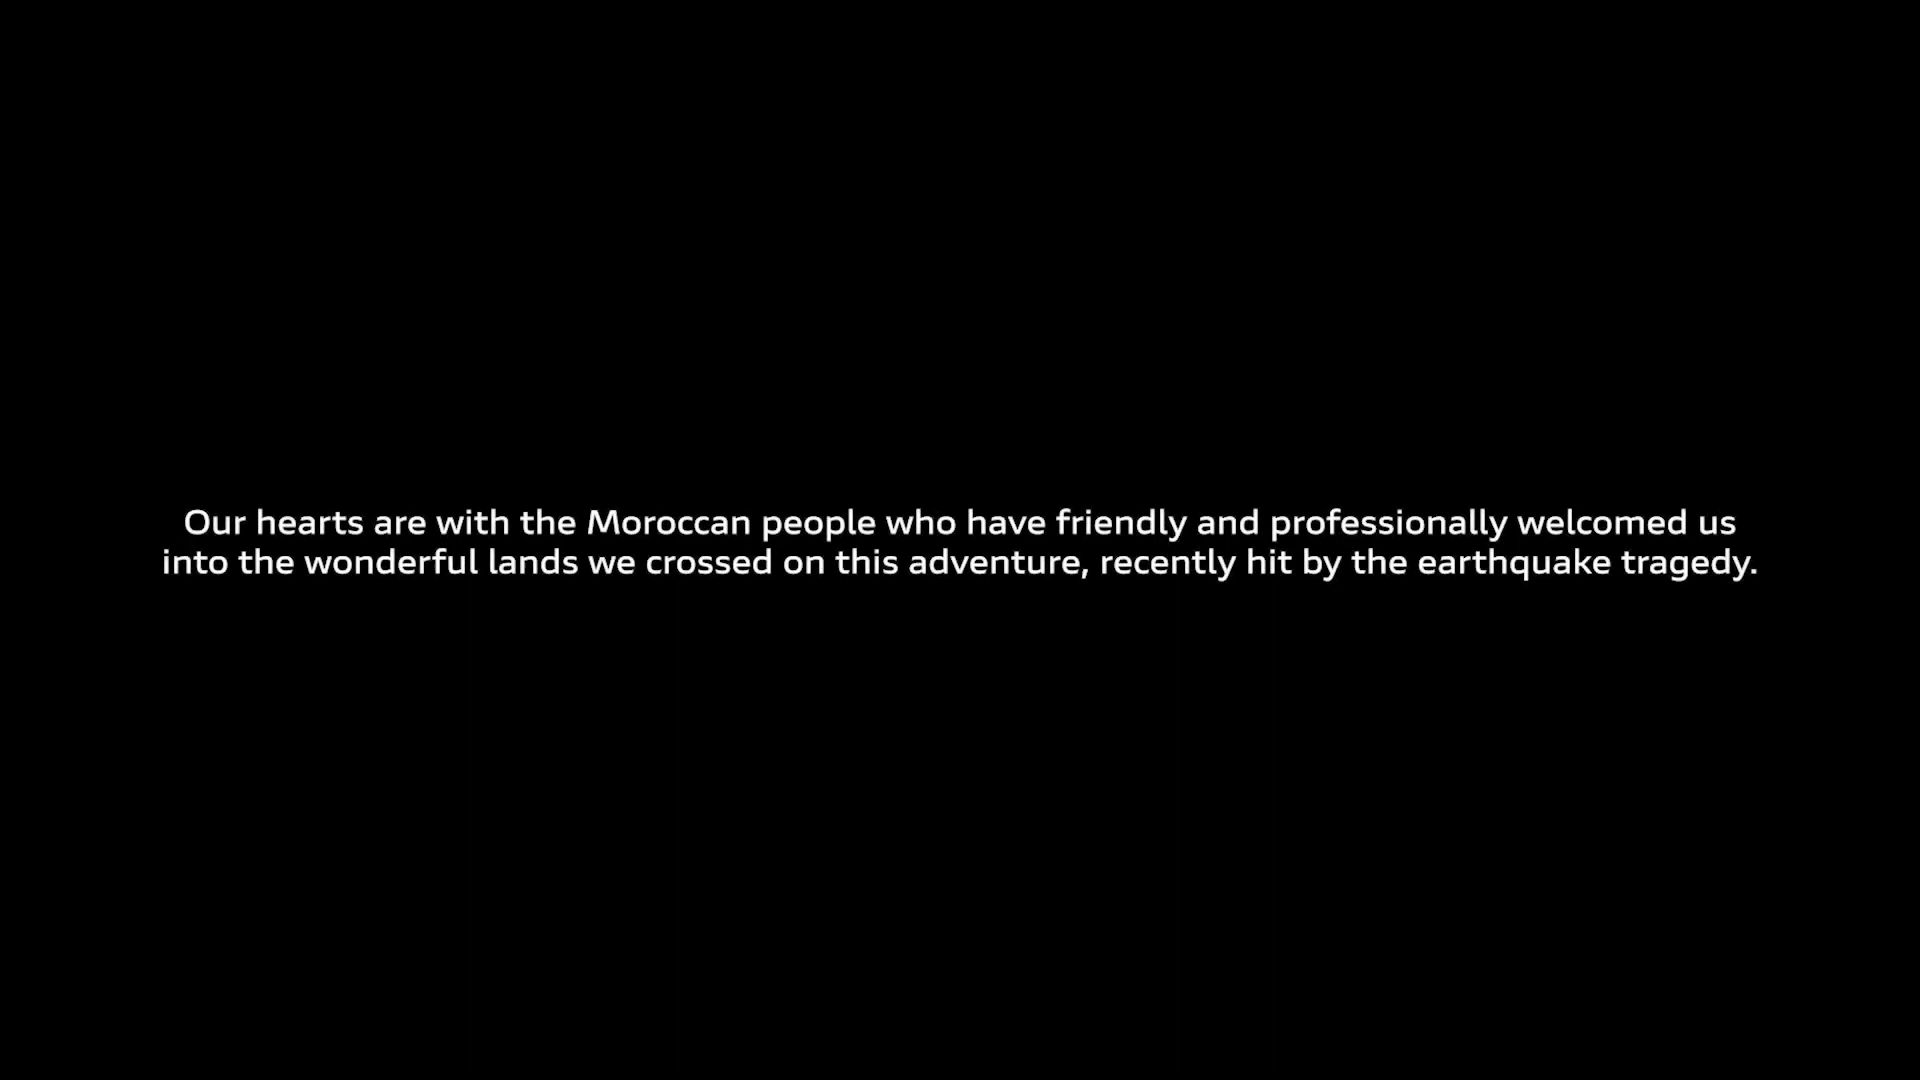 Our hearts are with the Moroccan people who have friendly and professionally welcomed us
into the wonderful lands we crossed on this adventure, recently hit by the earthquake tragedy.